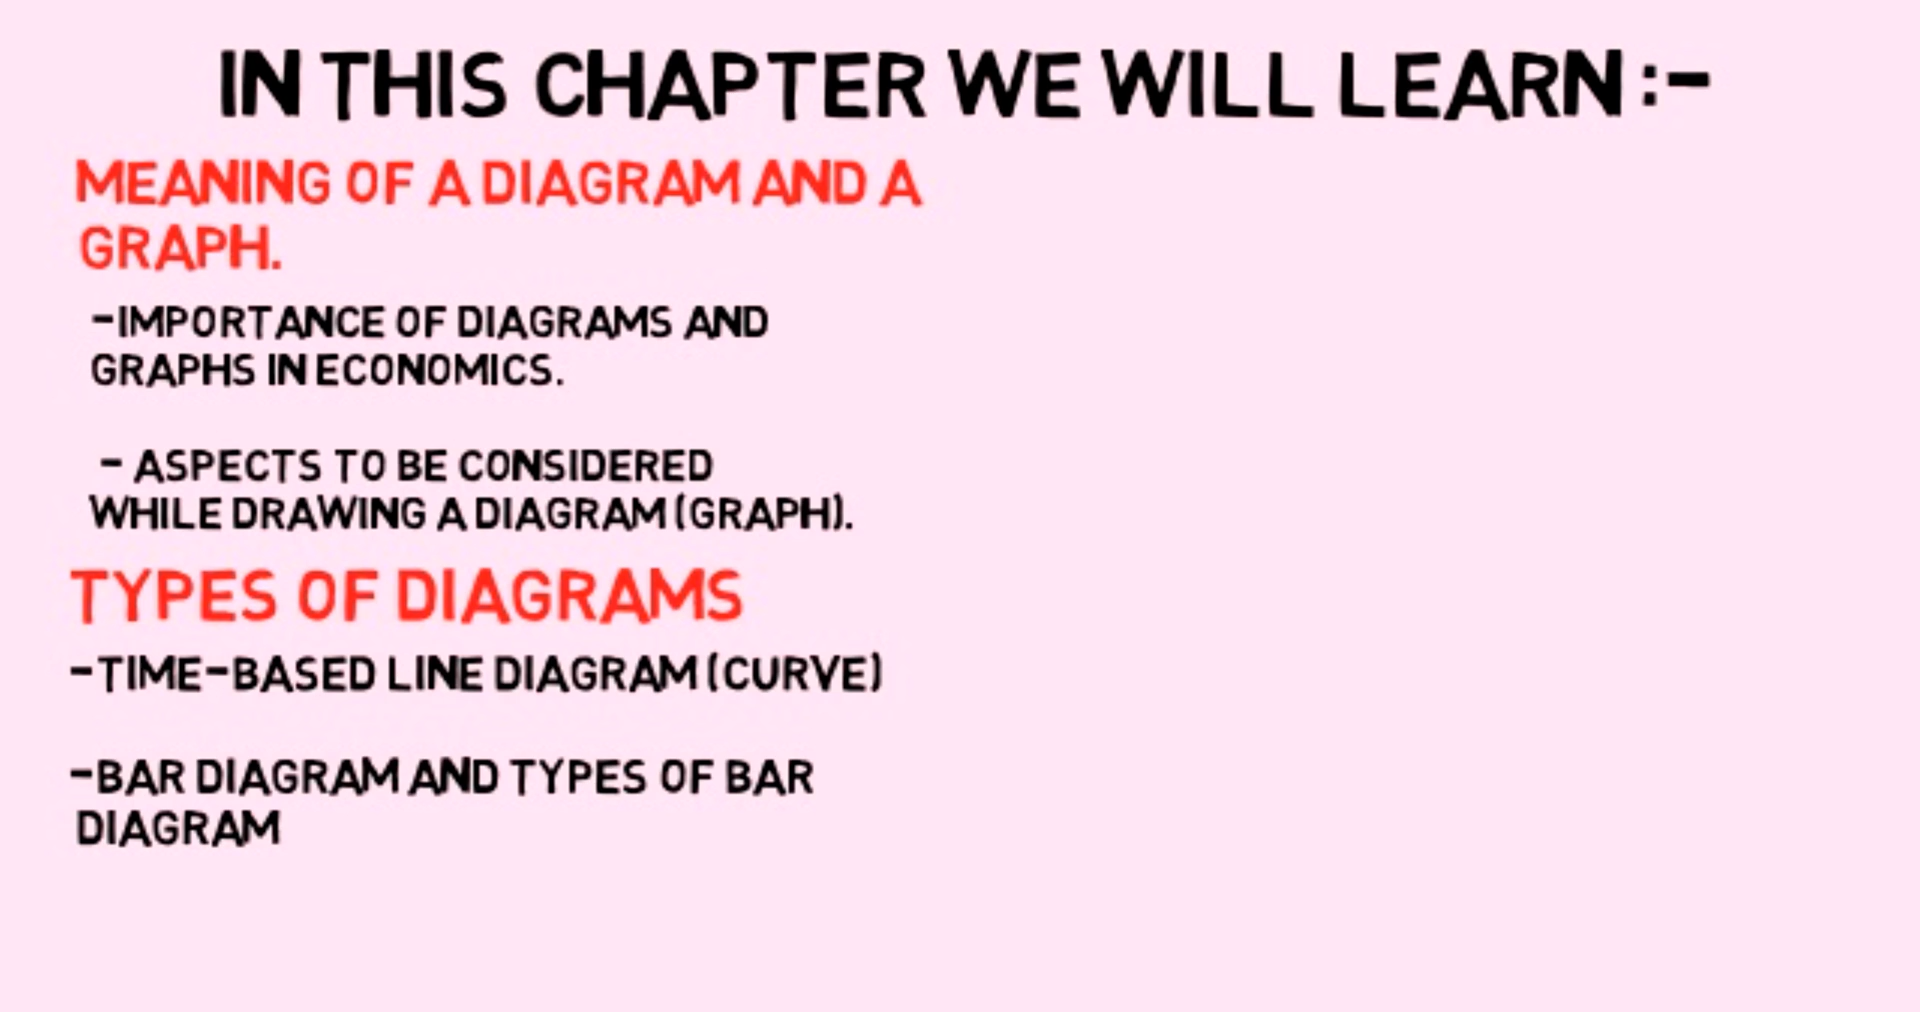 IN THIS CHAPTER WE WILL LEARN :-
MEANING OF A DIAGRAM AND A
GRAPH.
-IMPORTANCE OF DIAGRAMS AND
GRAPHS IN ECONOMICS.
- ASPECTS TO BE CONSIDERED
WHILE DRAWING A DIAGRAM (GRAPH).
TYPES OF DIAGRAMS
-TIME-BASED LINE DIAGRAM (CURVE)
-BAR DIAGRAM AND TYPES OF BAR
DIAGRAM